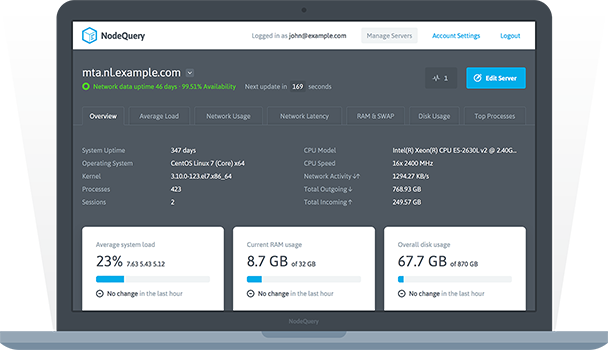 NodeQuery
Logged in as john@example.com
Manage Servers
Account Settings
Logout
mta.nl.example.com
Network data uptime 46 days · 99.51% Availability
Next update in 169 seconds
1
Edit Server
Overview
Average Load
Network Usage
Network Latency
RAM & SWAP
Disk Usage
Top Processes
System Uptime 347 days
Operating System CentOS Linux 7 (Core) x64
Kernel 3.10.0-123.el7.x86_64
Processes 423
Sessions 2
CPU Model Intel(R) Xeon(R) CPU E5-2630L v2 @ 2.40G...
CPU Speed 16x 2400 MHz
Network Activity ↓↑ 1294.27 KB/s
Total Outgoing ↓ 768.93 GB
Total Incoming ↑ 249.57 GB
Average system load
23% 7.63 5.43 5.12
No change in the last hour
Current RAM usage
8.7 GB of 32 GB
No change in the last hour
Overall disk usage
67.7 GB of 870 GB
No change in the last hour
NodeQuery